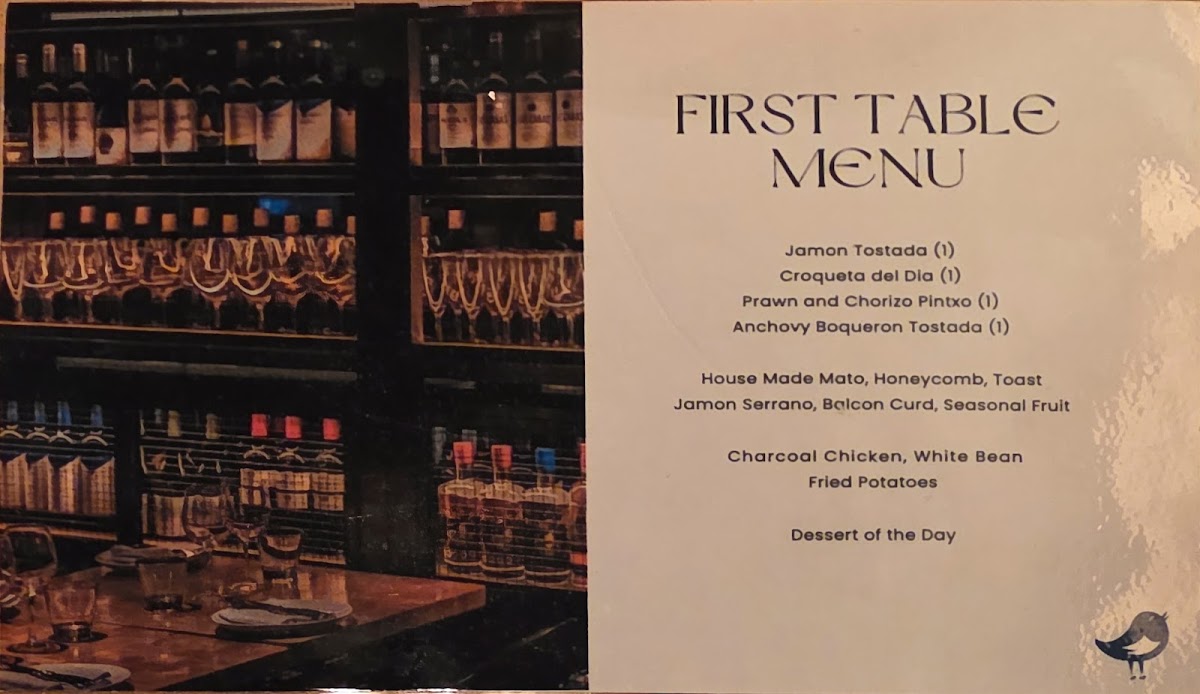 FIRST TABLE
MENU
Jamon Tostada (1)
Croqueta del Dia (1)
Prawn and Chorizo Pintxo (1)
Anchovy Boqueron Tostada (1)
House Made Mato, Honeycomb, Toast
Jamon Serrano, Balcon Curd, Seasonal Fruit
Charcoal Chicken, White Bean
Fried Potatoes
Dessert of the Day